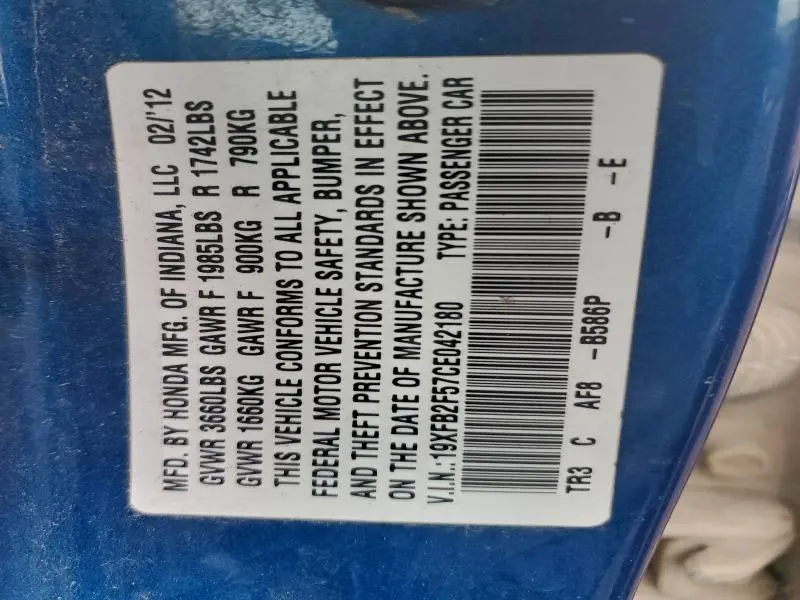 MFD. BY HONDA MFG. OF INDIANA, LLC 02/'12
GVWR 3660LBS GAWR F 1985LBS R 1742LBS
GVWR 1660KG GAWR F 900KG R 790KG
THIS VEHICLE CONFORMS TO ALL APPLICABLE
FEDERAL MOTOR VEHICLE SAFETY, BUMPER,
AND THEFT PREVENTION STANDARDS IN EFFECT
ON THE DATE OF MANUFACTURE SHOWN ABOVE.
V.I.N.:19XFB2F57CE042180 TYPE: PASSENGER CAR
TR3 C AF8 -B586P -B -E